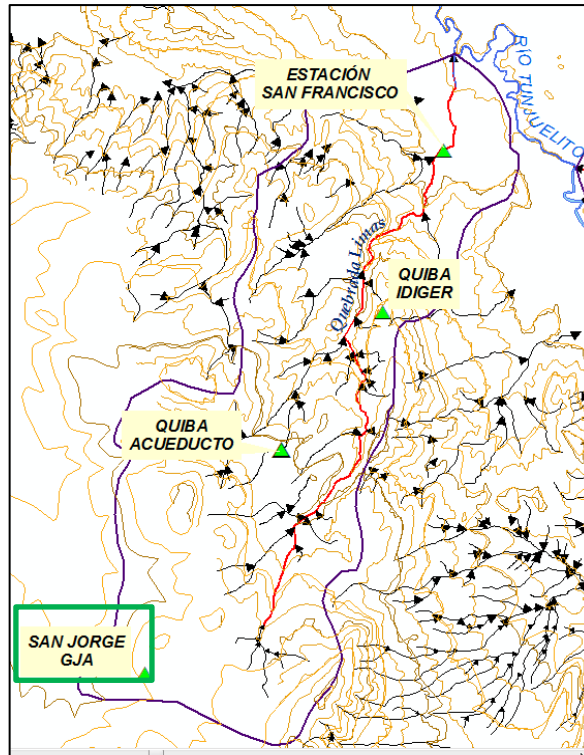 ESTACIÓN
SAN FRANCISCO
RÍO TUNJUELITO
Quebrada Limas
QUIBA
IDIGER
QUIBA
ACUEDUCTO
SAN JORGE
GJA